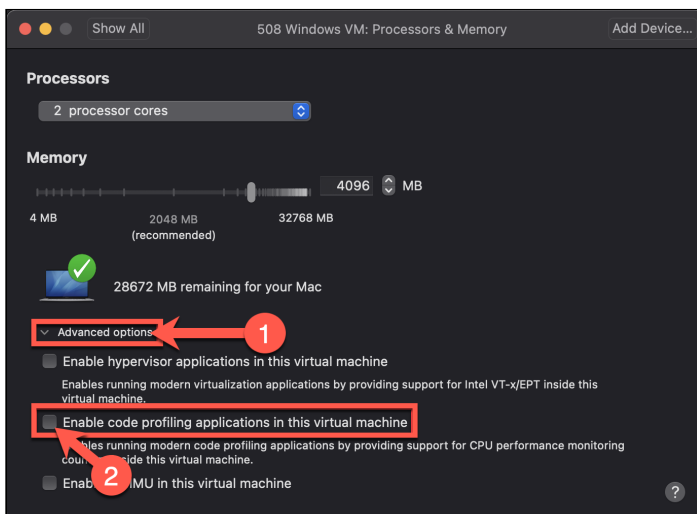 Show All
508 Windows VM: Processors & Memory
Add Device...
Processors
2 processor cores
Memory
4096 MB
4 MB
2048 MB
32768 MB
(recommended)
28672 MB remaining for your Mac
Advanced options
1
Enable hypervisor applications in this virtual machine
Enables running modern virtualization applications by providing support for Intel VT-x/EPT inside this
virtual machine.
Enable code profiling applications in this virtual machine
running modern code profiling applications by providing support for CPU performance monitoring
this virtual machine.
2
in this virtual machine
?